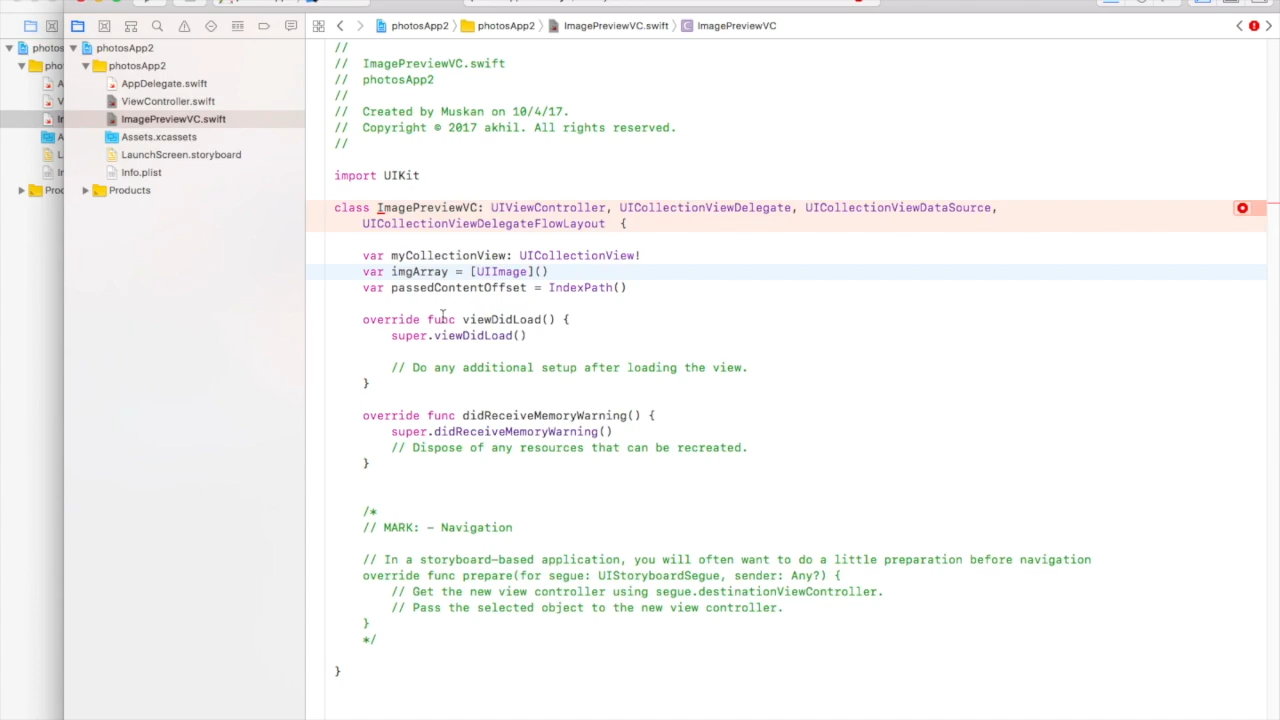 photosApp2 photosApp2 ImagePreviewVC.swift C ImagePreviewVC
photos
pho
A
V
Im
A
L
In
Prod
photosApp2
photosApp2
AppDelegate.swift
ViewController.swift
ImagePreviewVC.swift
Assets.xcassets
LaunchScreen.storyboard
Info.plist
Products
//
//  ImagePreviewVC.swift
//  photosApp2
//
//  Created by Muskan on 10/4/17.
//  Copyright © 2017 akhil. All rights reserved.
//
import UIKit
class ImagePreviewVC: UIViewController, UICollectionViewDelegate, UICollectionViewDataSource,
UICollectionViewDelegateFlowLayout  {
var myCollectionView: UICollectionView!
var imgArray = [UIImage]()
var passedContentOffset = IndexPath()
override func viewDidLoad() {
super.viewDidLoad()
// Do any additional setup after loading the view.
}
override func didReceiveMemoryWarning() {
super.didReceiveMemoryWarning()
// Dispose of any resources that can be recreated.
}
/*
// MARK: - Navigation
// In a storyboard-based application, you will often want to do a little preparation before navigation
override func prepare(for segue: UIStoryboardSegue, sender: Any?) {
// Get the new view controller using segue.destinationViewController.
// Pass the selected object to the new view controller.
}
*/
}